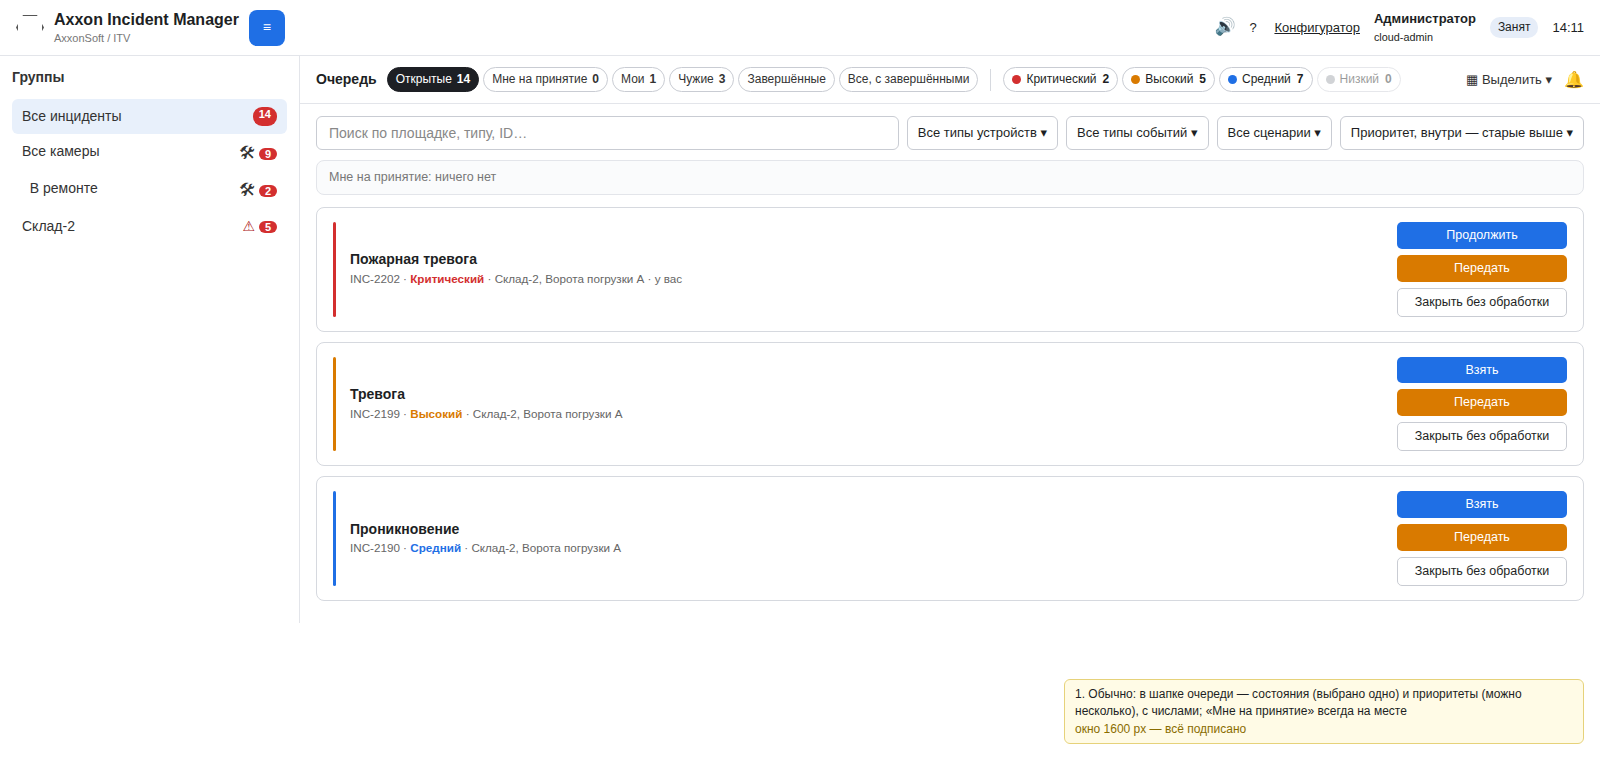 Axxon Incident Manager
AxxonSoft / ITV
≡
? Конфигуратор Администратор
cloud-admin
Занят 14:11
Группы
Все инциденты 14
Все камеры 9
В ремонте 2
Склад-2 5
Очередь Открытые 14 Мне на принятие 0 Мои 1 Чужие 3 Завершённые Все, с завершёнными Критический 2 Высокий 5 Средний 7 Низкий 0 Выделить ▾
Поиск по площадке, типу, ID… Все типы устройств ▾ Все типы событий ▾ Все сценарии ▾ Приоритет, внутри — старые выше ▾
Мне на принятие: ничего нет
Пожарная тревога
INC-2202 · Критический · Склад-2, Ворота погрузки А · у вас
Продолжить
Передать
Закрыть без обработки
Тревога
INC-2199 · Высокий · Склад-2, Ворота погрузки А
Взять
Передать
Закрыть без обработки
Проникновение
INC-2190 · Средний · Склад-2, Ворота погрузки А
Взять
Передать
Закрыть без обработки
1. Обычно: в шапке очереди — состояния (выбрано одно) и приоритеты (можно
несколько), с числами; «Мне на принятие» всегда на месте
окно 1600 px — всё подписано